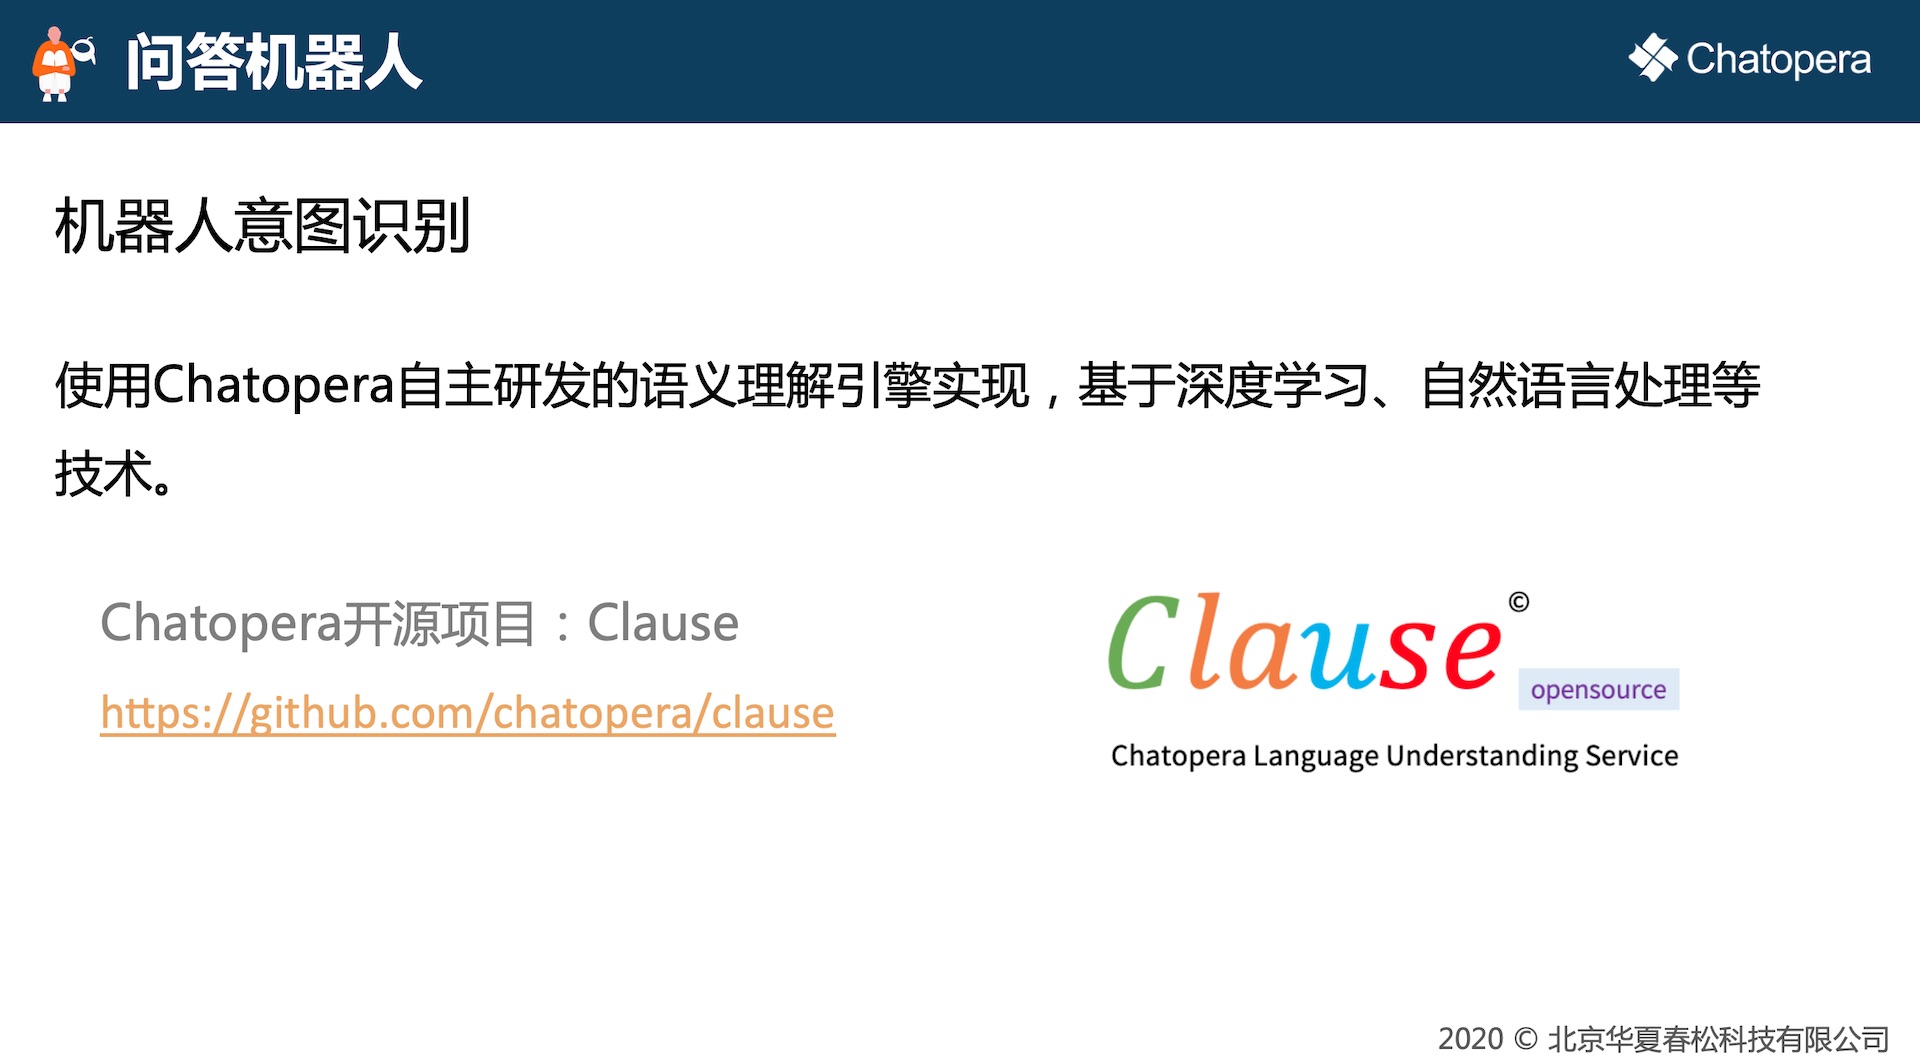 问答机器人
Chatopera
机器人意图识别
使用Chatopera自主研发的语义理解引擎实现，基于深度学习、自然语言处理等
技术。
Chatopera开源项目：Clause
https://github.com/chatopera/clause
Clause©
opensource
Chatopera Language Understanding Service
2020 © 北京华夏春松科技有限公司